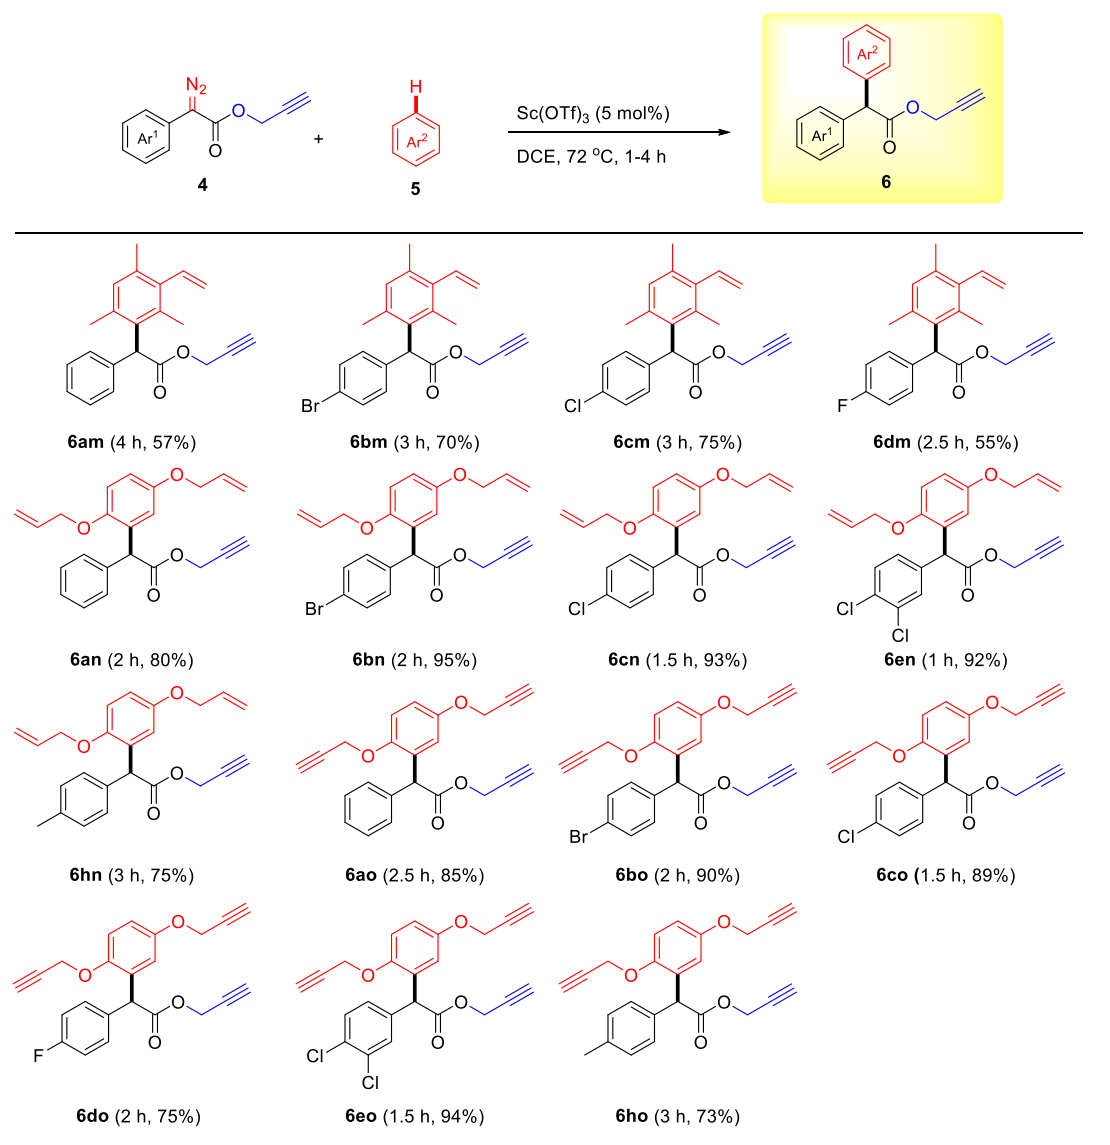 N2
O
O
Ar1
4
+
H
Ar2
5
Sc(OTf)3 (5 mol%)
DCE, 72 oC, 1-4 h
Ar2
O
O
Ar1
6
O
O
O
O
Br
O
O
Cl
O
O
F
6am (4 h, 57%)
6bm (3 h, 70%)
6cm (3 h, 75%)
6dm (2.5 h, 55%)
O
O
O
O
O
O
O
O
Br
O
O
O
O
Cl
O
O
O
O
Cl
Cl
6an (2 h, 80%)
6bn (2 h, 95%)
6cn (1.5 h, 93%)
6en (1 h, 92%)
O
O
O
O
O
O
O
O
O
O
O
O
Br
O
O
O
O
Cl
6hn (3 h, 75%)
6ao (2.5 h, 85%)
6bo (2 h, 90%)
6co (1.5 h, 89%)
O
O
O
O
F
O
O
O
O
Cl
Cl
O
O
O
O
6do (2 h, 75%)
6eo (1.5 h, 94%)
6ho (3 h, 73%)